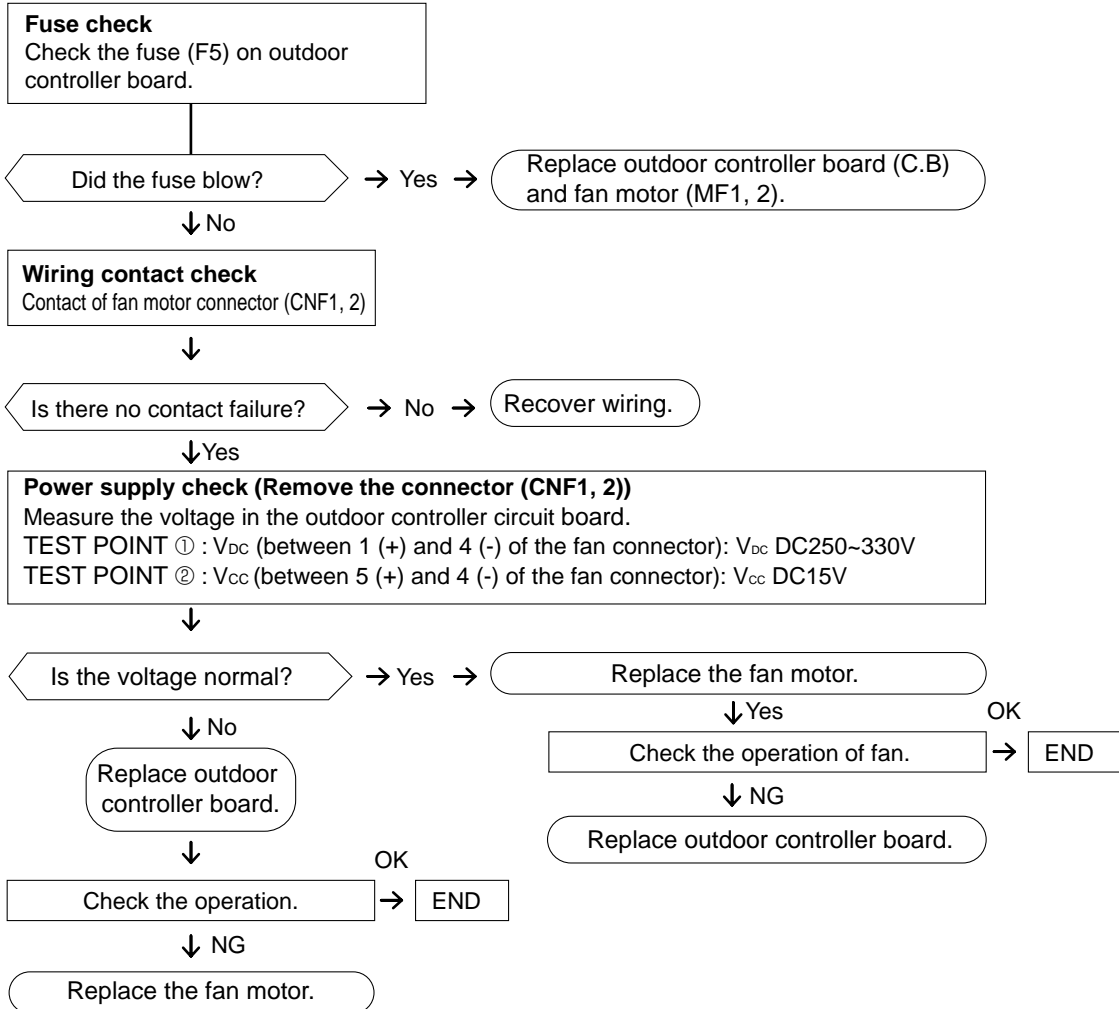 Fuse check
Check the fuse (F5) on outdoor
controller board.
Did the fuse blow?
Yes
Replace outdoor controller board (C.B)
and fan motor (MF1, 2).
No
Wiring contact check
Contact of fan motor connector (CNF1, 2)
Is there no contact failure?
No
Recover wiring.
Yes
Power supply check (Remove the connector (CNF1, 2))
Measure the voltage in the outdoor controller circuit board.
TEST POINT ① : VDC (between 1 (+) and 4 (-) of the fan connector): VDC DC250~330V
TEST POINT ② : VCC (between 5 (+) and 4 (-) of the fan connector): VCC DC15V
Is the voltage normal?
Yes
Replace the fan motor.
Yes
OK
Check the operation of fan.
END
NG
Replace outdoor controller board.
No
Replace outdoor
controller board.
OK
Check the operation.
END
NG
Replace the fan motor.